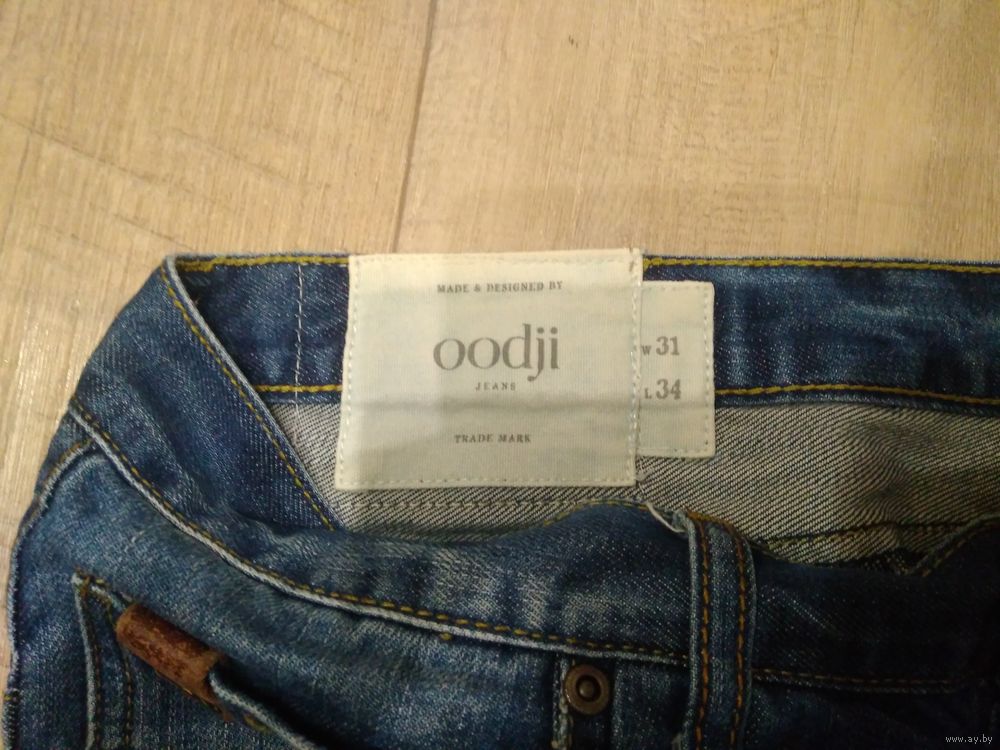 MADE & DESIGNED BY
oodji
JEANS
TRADE MARK
W 31
L 34
www.ay.by